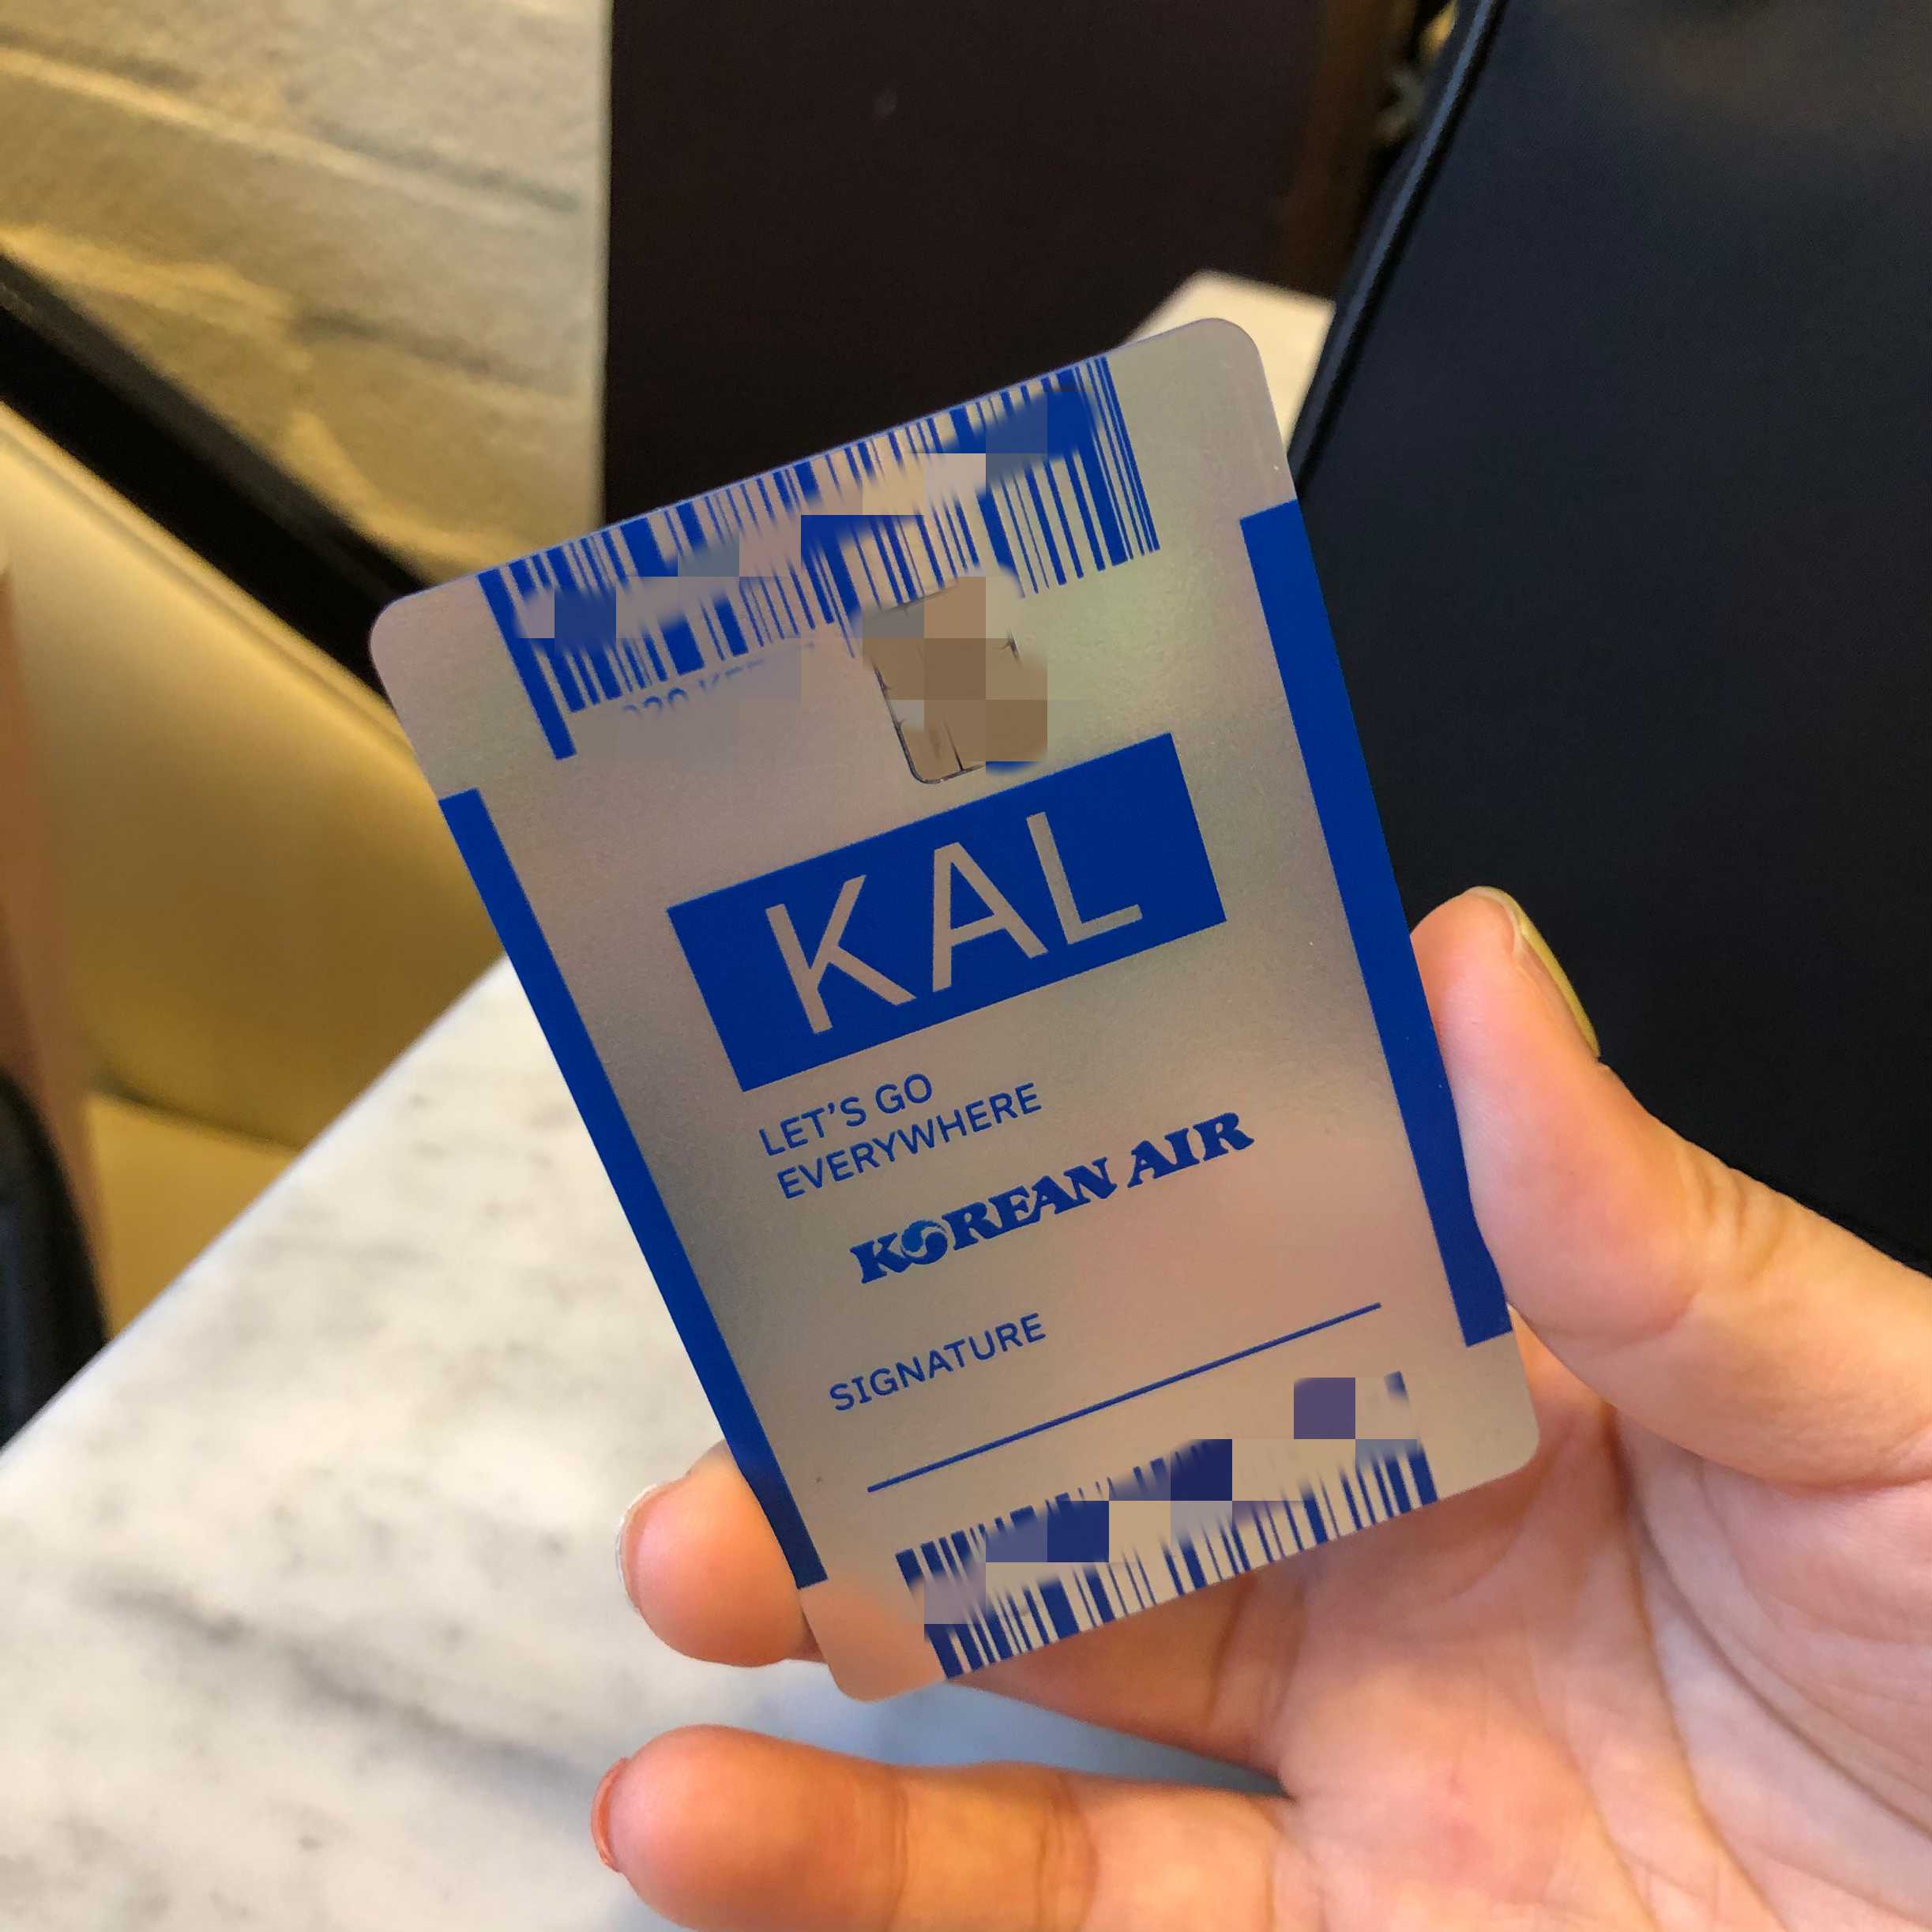 KAL
LET'S GO
EVERYWHERE
KOREAN AIR
SIGNATURE